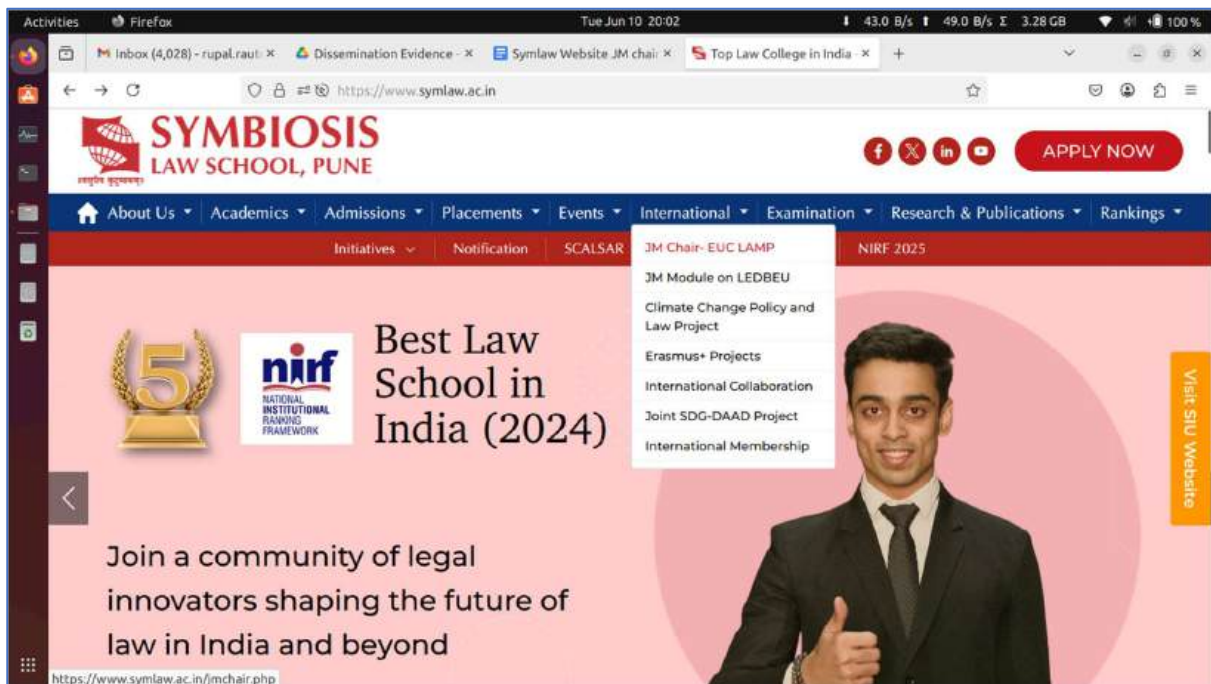 Activities Firefox Tue Jun 10 20:02 43.0 B/s 49.0 B/s Σ 3.28 GB 100 %
Inbox (4,028) - rupal.raut Dissemination Evidence - Symlaw Website JM chair Top Law College in India
https://www.symlaw.ac.in
SYMBIOSIS
LAW SCHOOL, PUNE
APPLY NOW
About Us Academics Admissions Placements Events International Examination Research & Publications Rankings
Initiatives Notification SCALSAR NIRF 2025
JM Chair- EUC LAMP
JM Module on LEDBEU
Climate Change Policy and
Law Project
Erasmus+ Projects
International Collaboration
Joint SDG-DAAD Project
International Membership
5
nirf
NATIONAL
INSTITUTIONAL
RANKING
FRAMEWORK
Best Law
School in
India (2024)
Join a community of legal
innovators shaping the future of
law in India and beyond
Visit SIU Website
https://www.symlaw.ac.in/jmchair.php